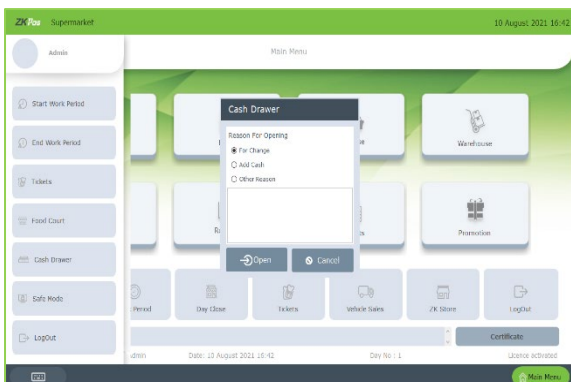 ZKPos Supermarket
10 August 2021 16:42
Admin
Main Menu
Start Work Period
End Work Period
Tickets
Food Court
Cash Drawer
Safe Mode
LogOut
Cash Drawer
Reason For Opening
For Change
Add Cash
Other Reason
Open
Cancel
Warehouse
Promotion
Period
Day Close
Tickets
Vehicle Sales
ZK Store
LogOut
Certificate
Admin
Date: 10 August 2021 16:42
Day No : 1
Licence activated
Main Menu